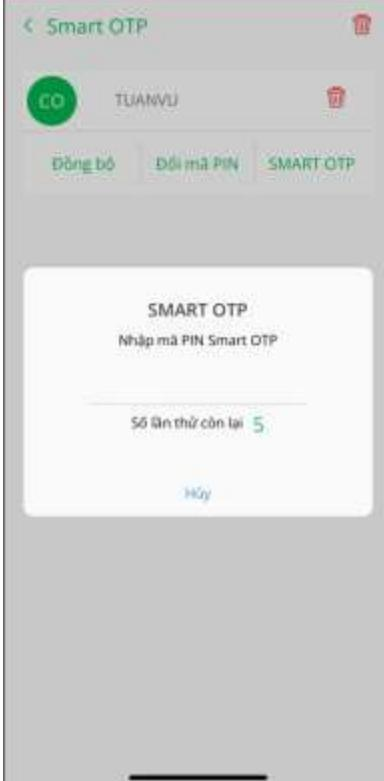 Smart OTP
CO TUANVU
Đồng bộ Đổi mã PIN SMART OTP
SMART OTP
Nhập mã PIN Smart OTP
Số lần thử còn lại 5
Hủy